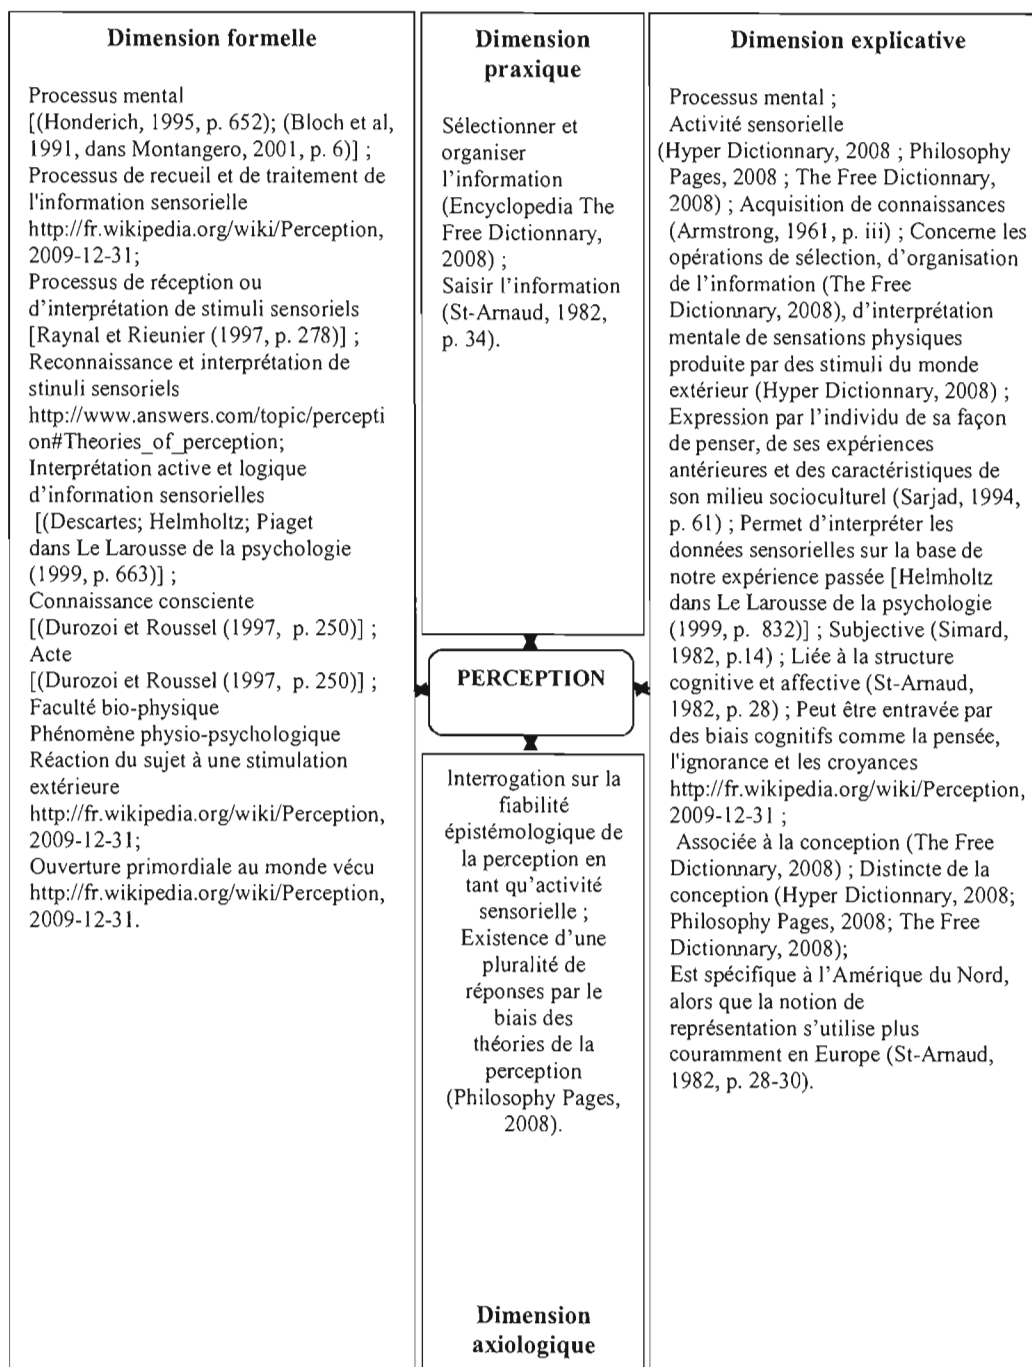 Dimension formelle
Processus mental
[(Honderich, 1995, p. 652); (Bloch et al,
1991, dans Montangero, 2001, p. 6)] ;
Processus de recueil et de traitement de
l'information sensorielle
http://fr.wikipedia.org/wiki/Perception,
2009-12-31;
Processus de réception ou
d'interprétation de stimuli sensoriels
[Raynal et Rieunier (1997, p. 278)] ;
Reconnaissance et interprétation de
stinuli sensoriels
http://www.answers.com/topic/percepti
on#Theories_of_perception;
Interprétation active et logique
d'information sensorielles
[(Descartes; Helmholtz; Piaget
dans Le Larousse de la psychologie
(1999, p. 663)] ;
Connaissance consciente
[(Durozoi et Roussel (1997, p. 250)] ;
Acte
[(Durozoi et Roussel (1997, p. 250)] ;
Faculté bio-physique
Phénomène physio-psychologique
Réaction du sujet à une stimulation
extérieure
http://fr.wikipedia.org/wiki/Perception,
2009-12-31;
Ouverture primordiale au monde vécu
http://fr.wikipedia.org/wiki/Perception,
2009-12-31.
Dimension
praxique
Sélectionner et
organiser
l'information
(Encyclopedia The
Free Dictionnary,
2008) ;
Saisir l'information
(St-Arnaud, 1982,
p. 34).
PERCEPTION
Interrogation sur la
fiabilité
épistémologique de
la perception en
tant qu'activité
sensorielle ;
Existence d'une
pluralité de
réponses par le
biais des
théories de la
perception
(Philosophy Pages,
2008).
Dimension
axiologique
Dimension explicative
Processus mental ;
Activité sensorielle
(Hyper Dictionnary, 2008 ; Philosophy
Pages, 2008 ; The Free Dictionnary,
2008) ; Acquisition de connaissances
(Armstrong, 1961, p. iii) ; Concerne les
opérations de sélection, d'organisation
de l'information (The Free
Dictionnary, 2008), d'interprétation
mentale de sensations physiques
produite par des stimuli du monde
extérieur (Hyper Dictionnary, 2008) ;
Expression par l'individu de sa façon
de penser, de ses expériences
antérieures et des caractéristiques de
son milieu socioculturel (Sarjad, 1994,
p. 61) ; Permet d'interpréter les
données sensorielles sur la base de
notre expérience passée [Helmholtz
dans Le Larousse de la psychologie
(1999, p. 832)] ; Subjective (Simard,
1982, p.14) ; Liée à la structure
cognitive et affective (St-Arnaud,
1982, p. 28) ; Peut être entravée par
des biais cognitifs comme la pensée,
l'ignorance et les croyances
http://fr.wikipedia.org/wiki/Perception,
2009-12-31 ;
Associée à la conception (The Free
Dictionnary, 2008) ; Distincte de la
conception (Hyper Dictionnary, 2008;
Philosophy Pages, 2008; The Free
Dictionnary, 2008);
Est spécifique à l'Amérique du Nord,
alors que la notion de
représentation s'utilise plus
couramment en Europe (St-Arnaud,
1982, p. 28-30).